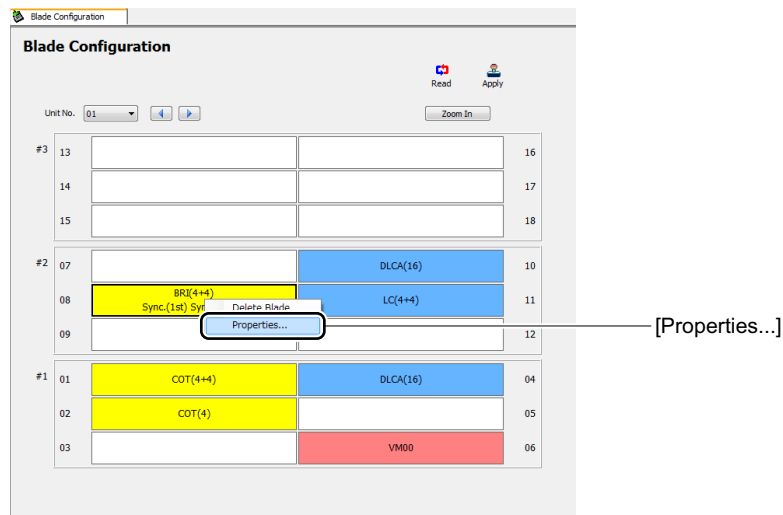 Blade Configuration
Blade Configuration
Read Apply
Unit No. 01 Zoom In
#3 13 16
14 17
15 18
#2 07 DLCA(16) 10
08 BRI(4+4) LC(4+4) 11
Sync.(1st) Syn
Delete Blade
Properties... [Properties...]
09 12
#1 01 COT(4+4) DLCA(16) 04
02 COT(4) 05
03 VM00 06